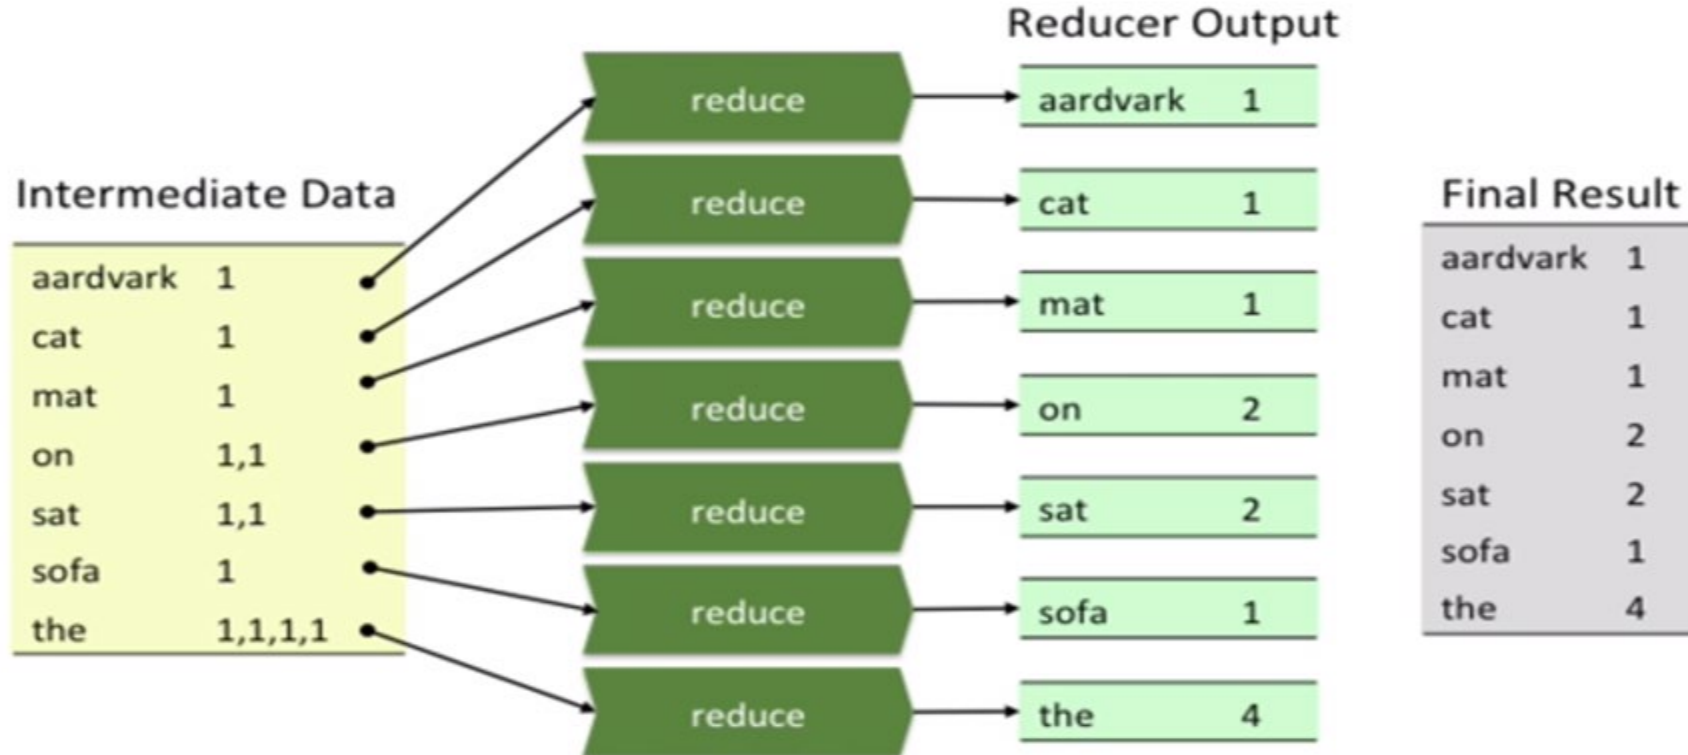 Intermediate Data
aardvark 1
cat 1
mat 1
on 1,1
sat 1,1
sofa 1
the 1,1,1,1
reduce
reduce
reduce
reduce
reduce
reduce
reduce
Reducer Output
aardvark 1
cat 1
mat 1
on 2
sat 2
sofa 1
the 4
Final Result
aardvark 1
cat 1
mat 1
on 2
sat 2
sofa 1
the 4